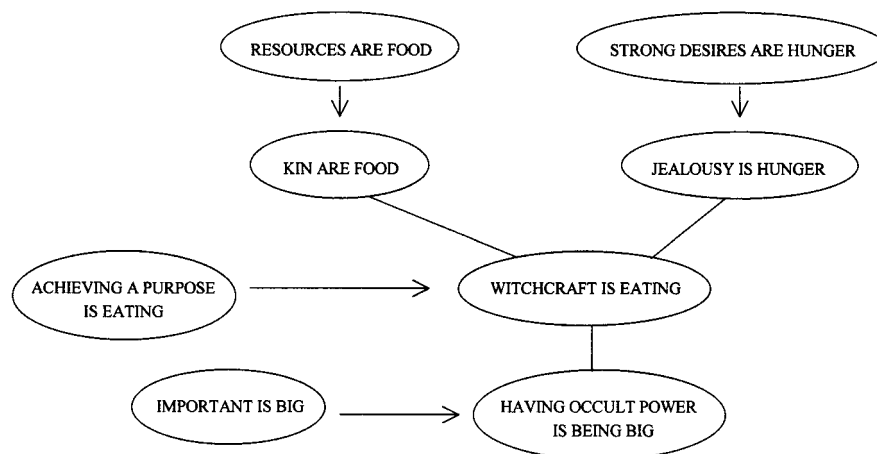 RESOURCES ARE FOOD
STRONG DESIRES ARE HUNGER
KIN ARE FOOD
JEALOUSY IS HUNGER
ACHIEVING A PURPOSE
IS EATING
WITCHCRAFT IS EATING
IMPORTANT IS BIG
HAVING OCCULT POWER
IS BEING BIG